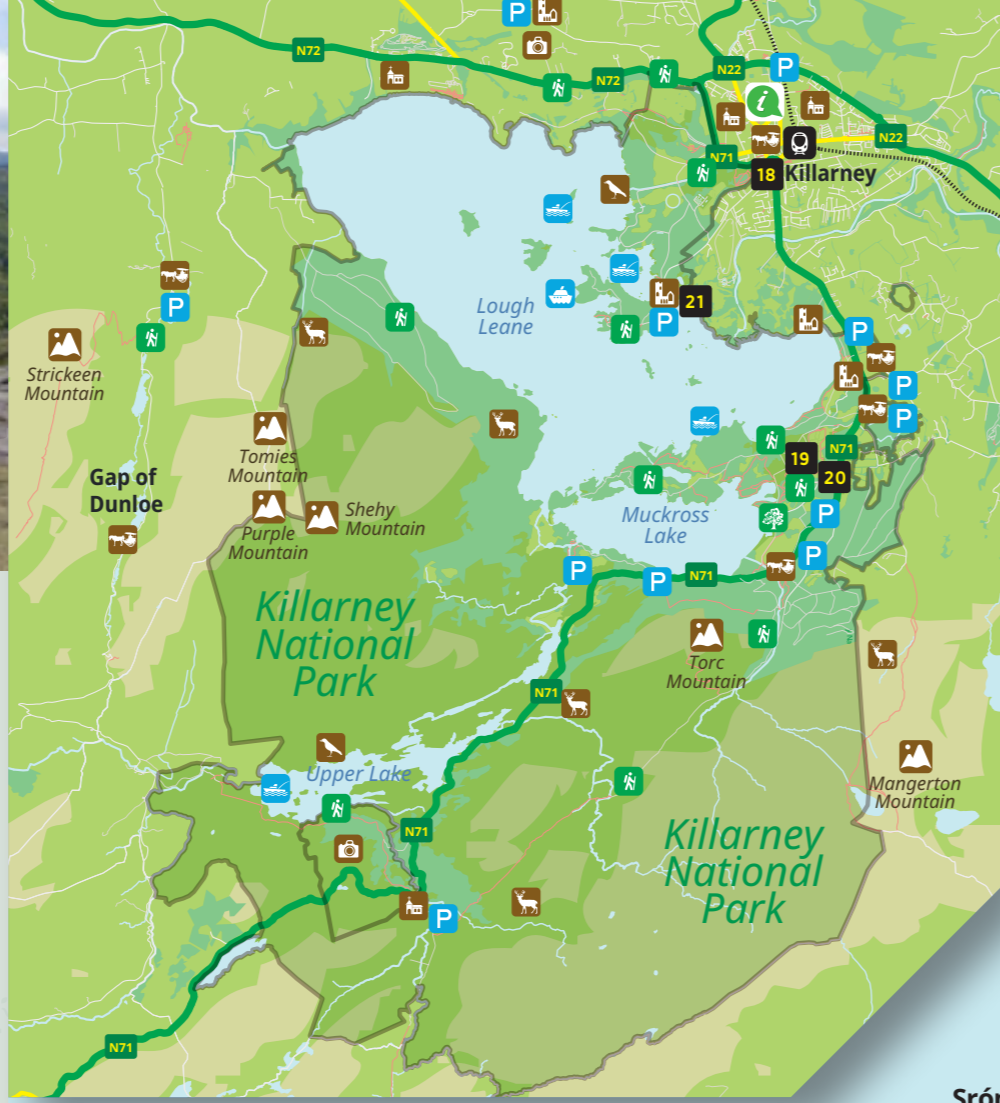 P
N72
N72
N22
P
i
N22
N71
18
Killarney
P
Lough
Leane
21
P
Strickeen
Mountain
P
P
P
Tomies
Mountain
N71
19
20
Gap of
Dunloe
Purple
Mountain
Shehy
Mountain
Muckross
Lake
P
P
P
P
N71
Killarney
National
Park
Torc
Mountain
N71
Upper Lake
Mangerton
Mountain
N71
Killarney
National
Park
P
N71